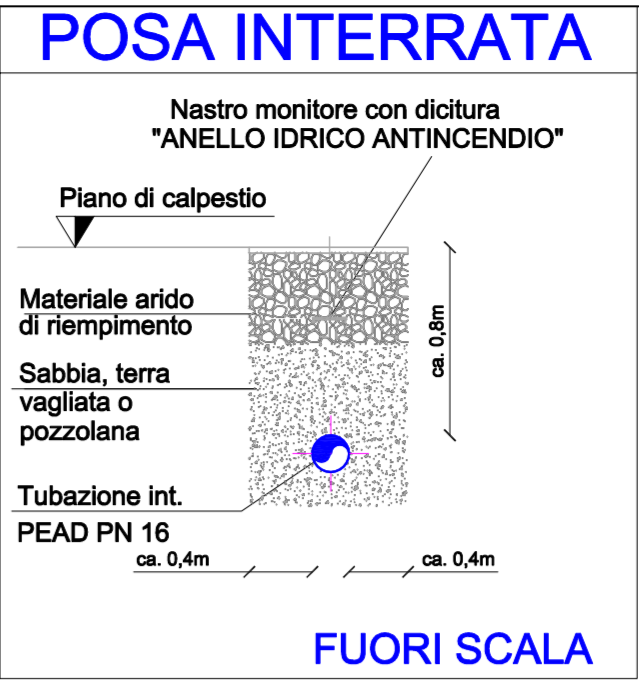 POSA INTERRATA
Nastro monitore con dicitura
"ANELLO IDRICO ANTINCENDIO"
Piano di calpestio
Materiale arido
di riempimento
ca. 0,8m
Sabbia, terra
vagliata o
pozzolana
Tubazione int.
PEAD PN 16
ca. 0,4m
ca. 0,4m
FUORI SCALA